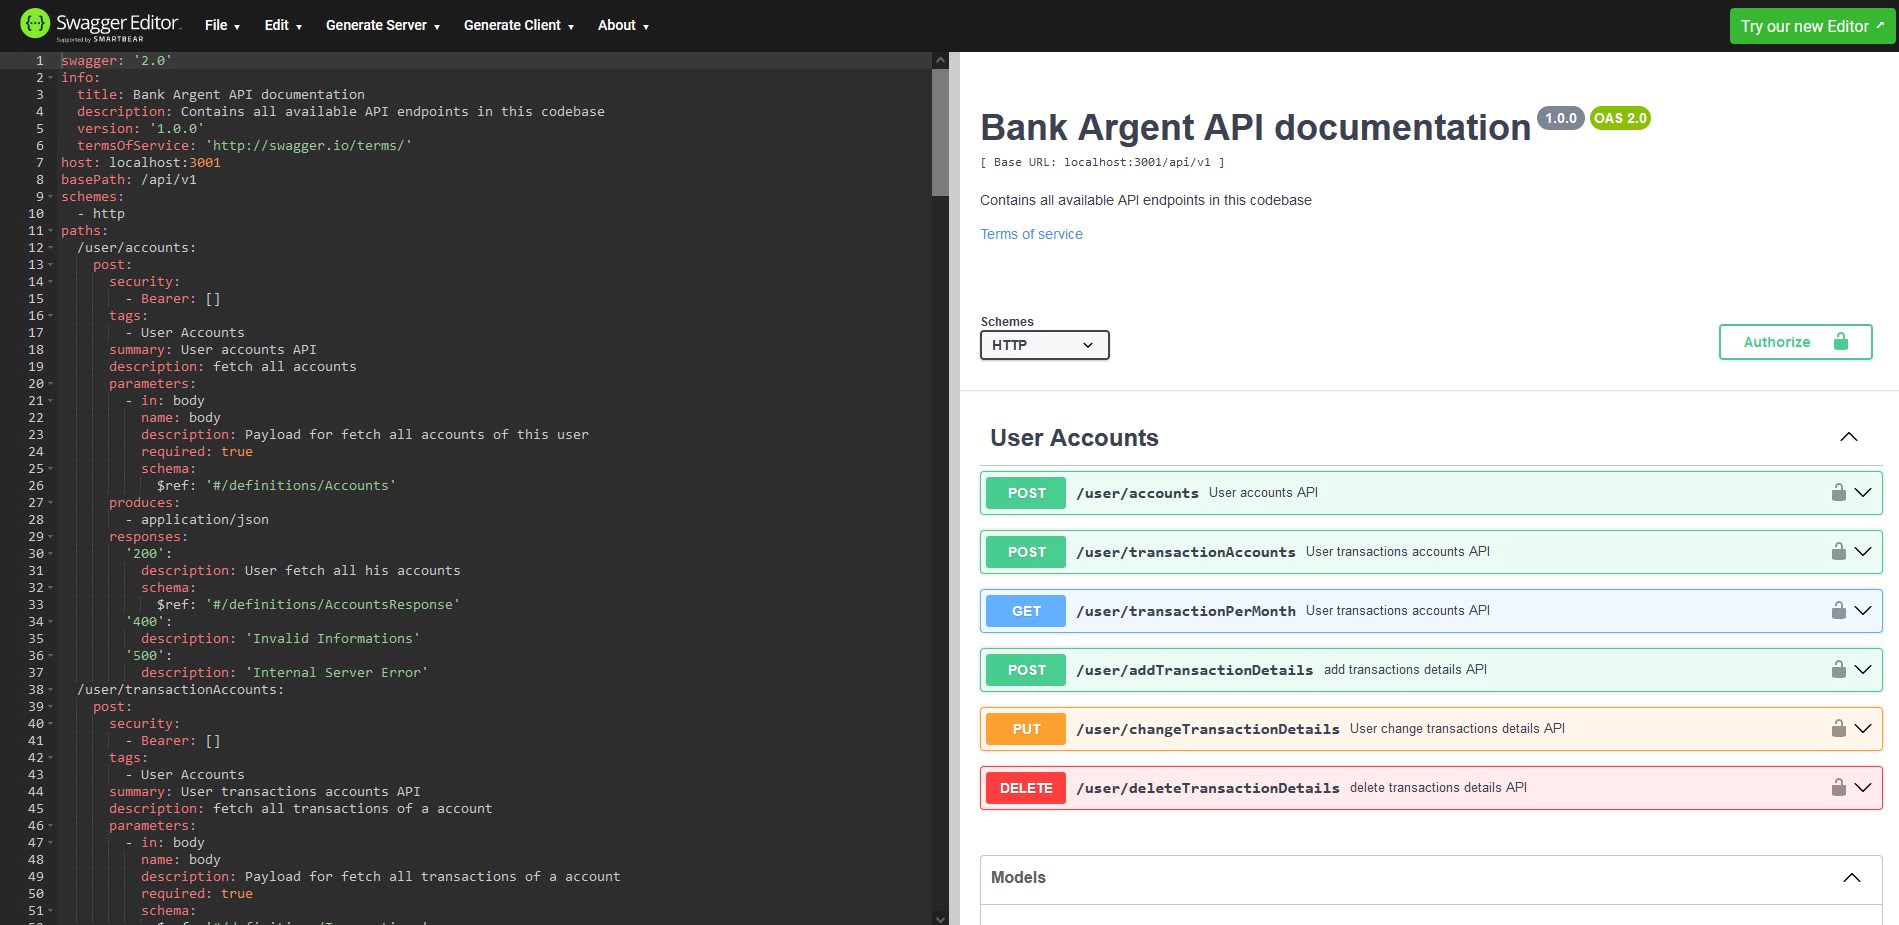 Swagger Editor
Supported by SMARTBEAR
File Edit Generate Server Generate Client About
Try our new Editor
1 swagger: '2.0'
2 info:
3 title: Bank Argent API documentation
4 description: Contains all available API endpoints in this codebase
5 version: '1.0.0'
6 termsOfService: 'http://swagger.io/terms/'
7 host: localhost:3001
8 basePath: /api/v1
9 schemes:
10 - http
11 paths:
12 /user/accounts:
13 post:
14 security:
15 - Bearer: []
16 tags:
17 - User Accounts
18 summary: User accounts API
19 description: fetch all accounts
20 parameters:
21 - in: body
22 name: body
23 description: Payload for fetch all accounts of this user
24 required: true
25 schema:
26 $ref: '#/definitions/Accounts'
27 produces:
28 - application/json
29 responses:
30 '200':
31 description: User fetch all his accounts
32 schema:
33 $ref: '#/definitions/AccountsResponse'
34 '400':
35 description: 'Invalid Informations'
36 '500':
37 description: 'Internal Server Error'
38 /user/transactionAccounts:
39 post:
40 security:
41 - Bearer: []
42 tags:
43 - User Accounts
44 summary: User transactions accounts API
45 description: fetch all transactions of a account
46 parameters:
47 - in: body
48 name: body
49 description: Payload for fetch all transactions of a account
50 required: true
51 schema:
Bank Argent API documentation 1.0.0 OAS 2.0
[ Base URL: localhost:3001/api/v1 ]
Contains all available API endpoints in this codebase
Terms of service
Schemes
HTTP
Authorize
User Accounts
POST /user/accounts User accounts API
POST /user/transactionAccounts User transactions accounts API
GET /user/transactionPerMonth User transactions accounts API
POST /user/addTransactionDetails add transactions details API
PUT /user/changeTransactionDetails User change transactions details API
DELETE /user/deleteTransactionDetails delete transactions details API
Models